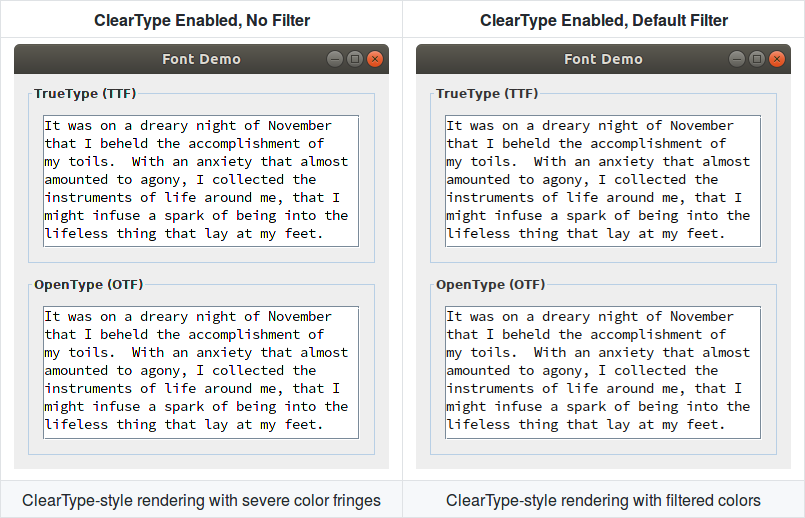 ClearType Enabled, No Filter
ClearType Enabled, Default Filter
Font Demo
TrueType (TTF)
It was on a dreary night of November
that I beheld the accomplishment of
my toils.  With an anxiety that almost
amounted to agony, I collected the
instruments of life around me, that I
might infuse a spark of being into the
lifeless thing that lay at my feet.
OpenType (OTF)
It was on a dreary night of November
that I beheld the accomplishment of
my toils.  With an anxiety that almost
amounted to agony, I collected the
instruments of life around me, that I
might infuse a spark of being into the
lifeless thing that lay at my feet.
Font Demo
TrueType (TTF)
It was on a dreary night of November
that I beheld the accomplishment of
my toils.  With an anxiety that almost
amounted to agony, I collected the
instruments of life around me, that I
might infuse a spark of being into the
lifeless thing that lay at my feet.
OpenType (OTF)
It was on a dreary night of November
that I beheld the accomplishment of
my toils.  With an anxiety that almost
amounted to agony, I collected the
instruments of life around me, that I
might infuse a spark of being into the
lifeless thing that lay at my feet.
ClearType-style rendering with severe color fringes
ClearType-style rendering with filtered colors